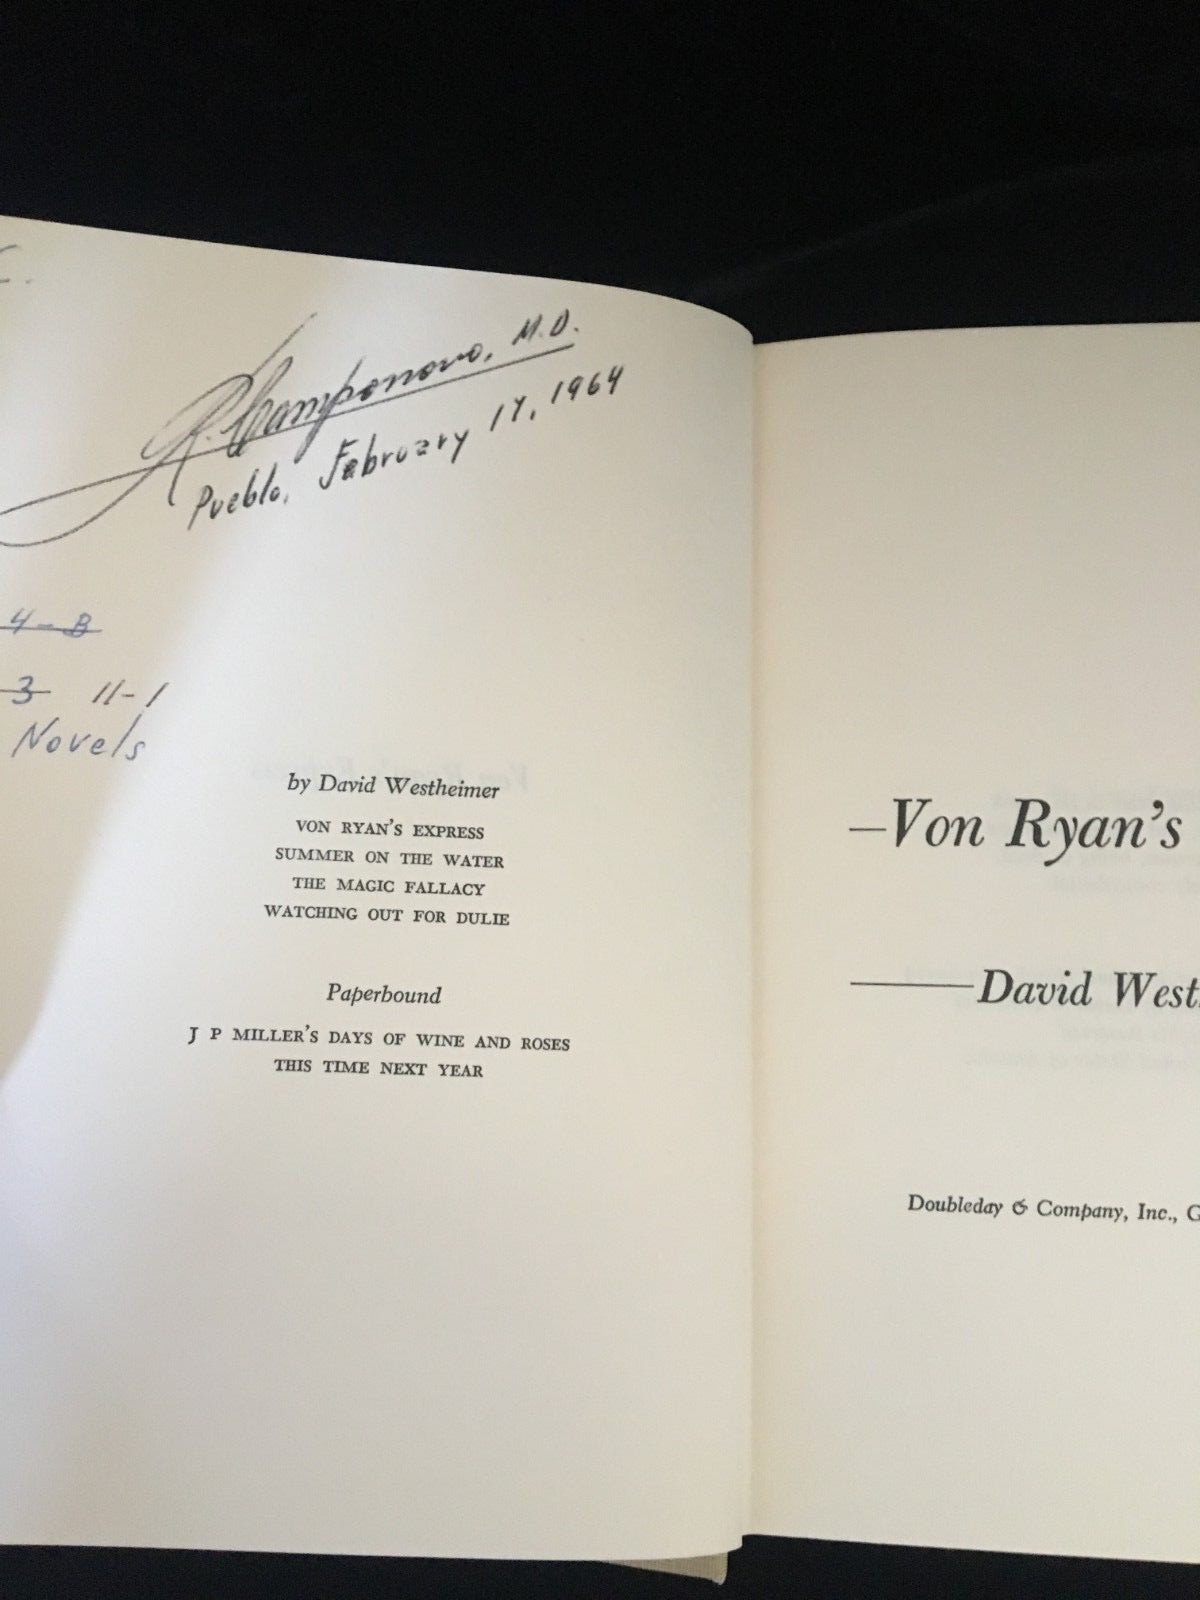 R. Camponovo, M.D.
Pueblo, February 17, 1964
4-B
3 11-1
Novels
by David Westheimer
VON RYAN'S EXPRESS
SUMMER ON THE WATER
THE MAGIC FALLACY
WATCHING OUT FOR DULIE
Paperbound
J P MILLER'S DAYS OF WINE AND ROSES
THIS TIME NEXT YEAR
—Von Ryan's
—David West
Doubleday & Company, Inc., G